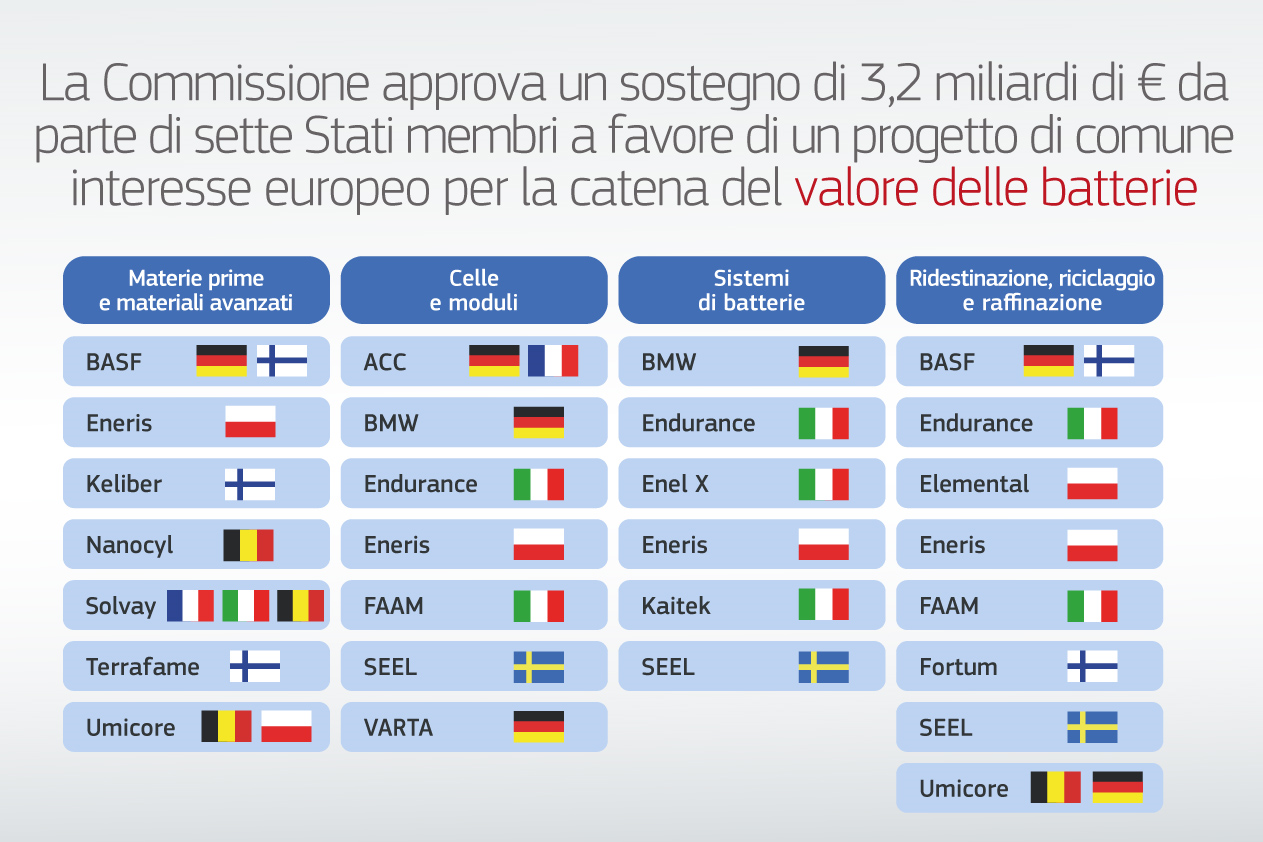 La Commissione approva un sostegno di 3,2 miliardi di € da
parte di sette Stati membri a favore di un progetto di comune
interesse europeo per la catena del valore delle batterie
Materie prime
e materiali avanzati
BASF
Eneris
Keliber
Nanocyl
Solvay
Terrafame
Umicore
Celle
e moduli
ACC
BMW
Endurance
Eneris
FAAM
SEEL
VARTA
Sistemi
di batterie
BMW
Endurance
Enel X
Eneris
Kaitek
SEEL
Ridestinazione, riciclaggio
e raffinazione
BASF
Endurance
Elemental
Eneris
FAAM
Fortum
SEEL
Umicore